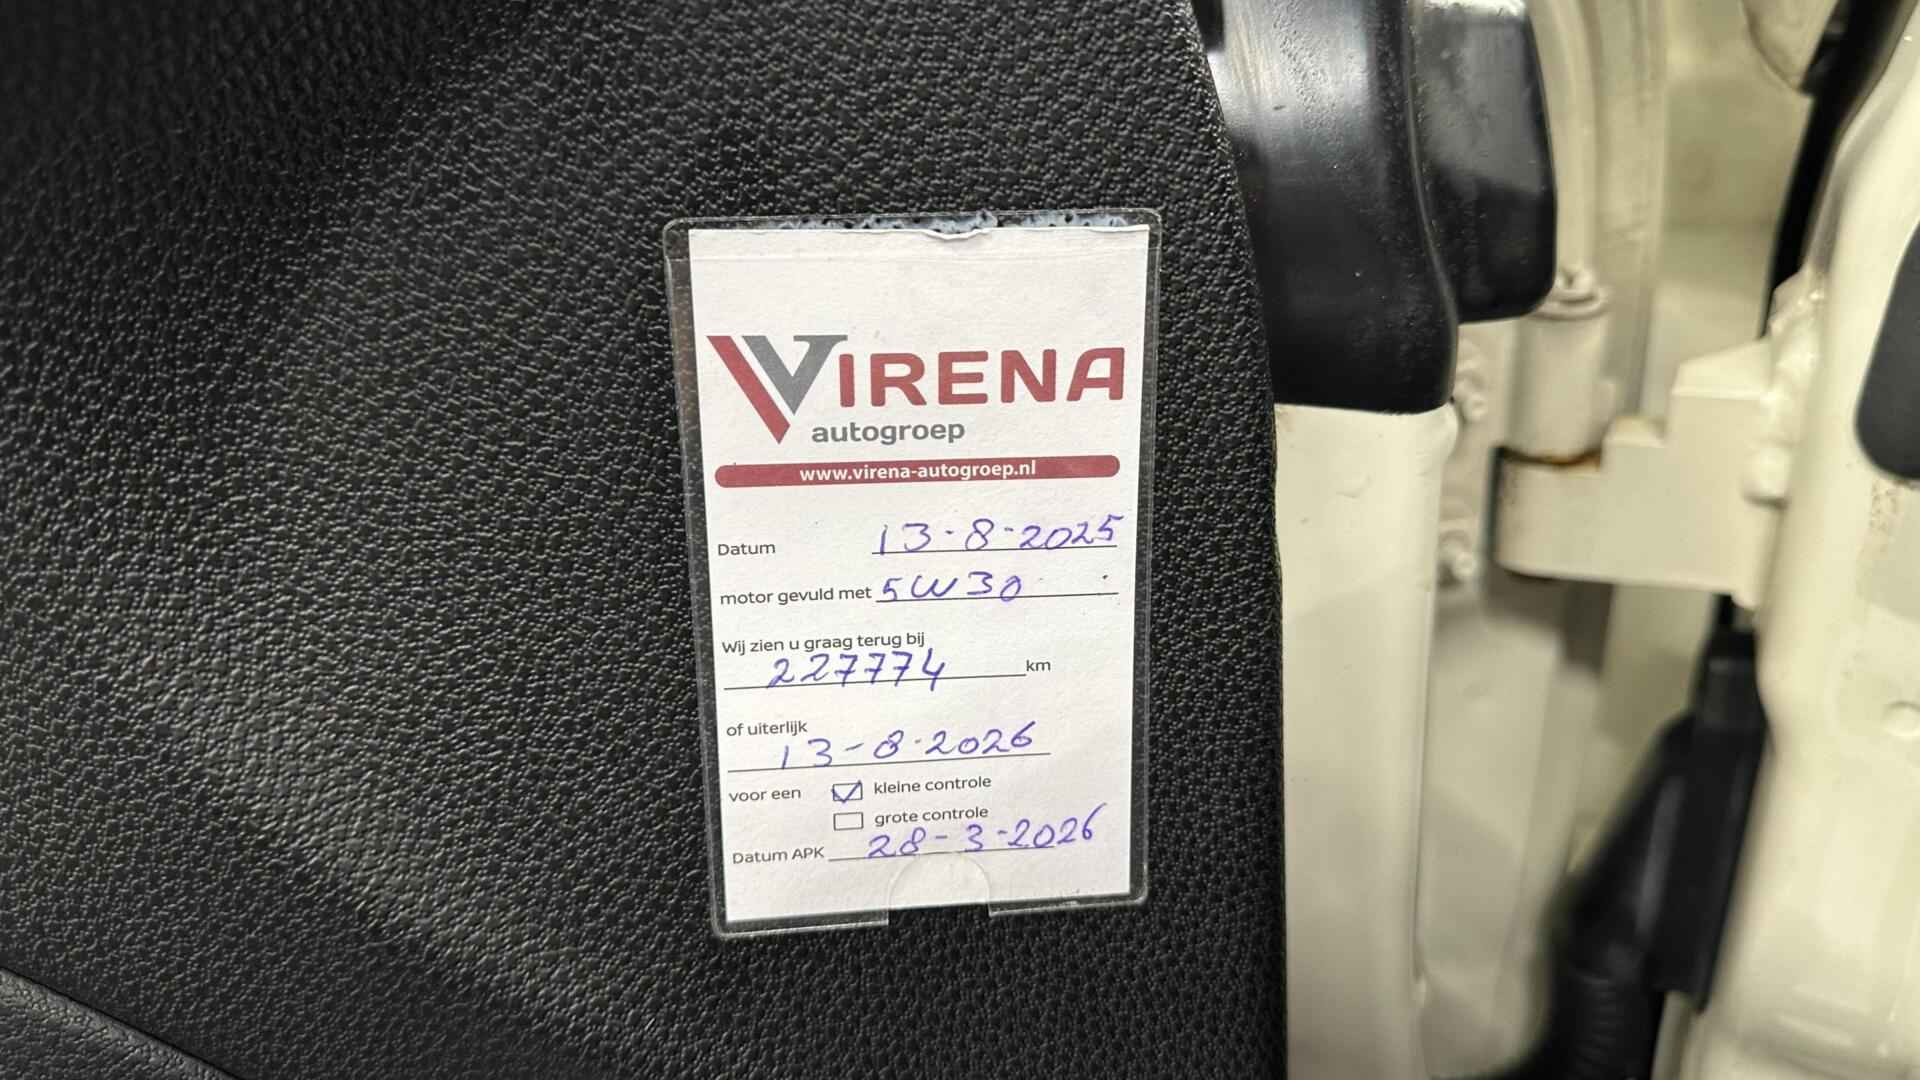 VIRENA
autogroep
www.virena-autogroep.nl
Datum 13-8-2025
motor gevuld met 5W30
Wij zien u graag terug bij
227774 km
of uiterlijk
13-8-2026
voor een kleine controle
grote controle
Datum APK 28-3-2026